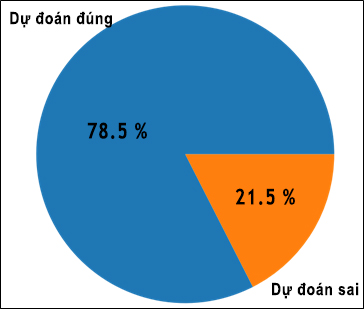 Dự đoán đúng
78.5 %
21.5 %
Dự đoán sai